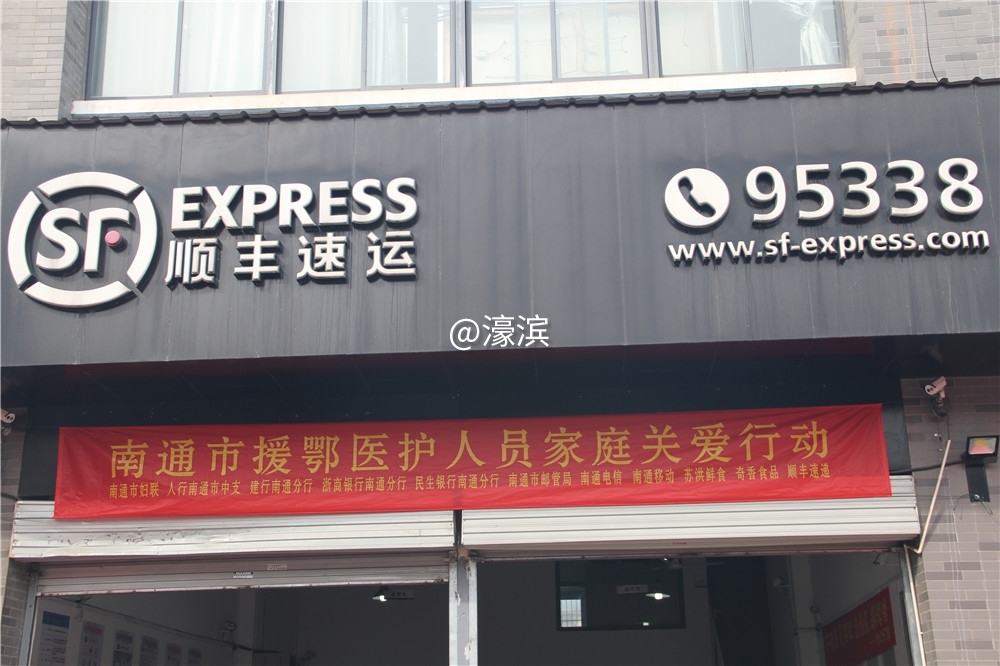 SF EXPRESS
顺丰速运
95338
www.sf-express.com
@濠滨
南通市援鄂医护人员家庭关爱行动
南通市妇联 人行南通市中支 建行南通分行 浙商银行南通分行 民生银行南通分行 南通市邮管局 南通电信 南通移动 苏洪鲜食 奇香食品 顺丰速递